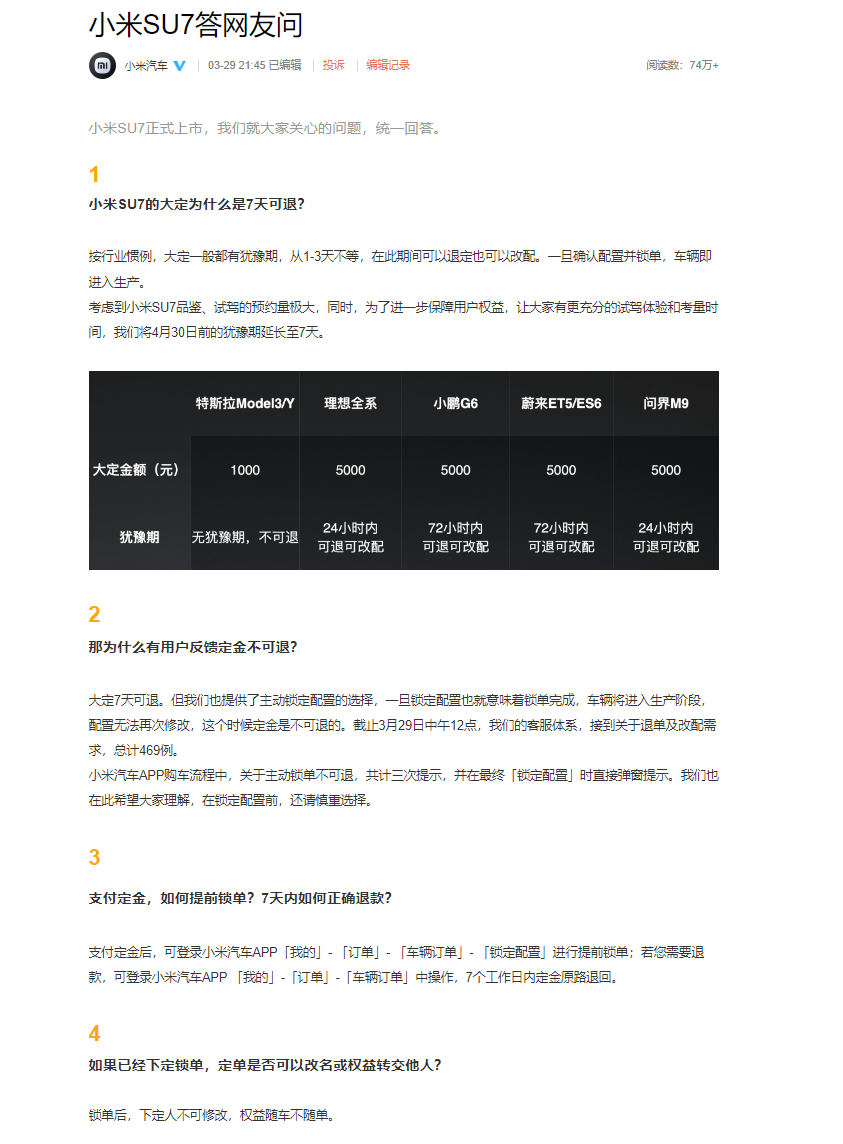 小米SU7答网友问
mi 小米汽车 03-29 21:45 已编辑 投诉 编辑记录 阅读数：74万+
小米SU7正式上市，我们就大家关心的问题，统一回答。
1
小米SU7的大定为什么是7天可退？
按行业惯例，大定一般都有犹豫期，从1-3天不等，在此期间可以退定也可以改配。一旦确认配置并锁单，车辆即
进入生产。
考虑到小米SU7品鉴、试驾的预约量极大，同时，为了进一步保障用户权益，让大家有更充分的试驾体验和考量时
间，我们将4月30日前的犹豫期延长至7天。
特斯拉Model3/Y 理想全系 小鹏G6 蔚来ET5/ES6 问界M9
大定金额（元） 1000 5000 5000 5000 5000
犹豫期 无犹豫期，不可退 24小时内 72小时内 72小时内 24小时内
可退可改配 可退可改配 可退可改配 可退可改配
2
那为什么有用户反馈定金不可退？
大定7天可退。但我们也提供了主动锁定配置的选择，一旦锁定配置也就意味着锁单完成，车辆将进入生产阶段，
配置无法再次修改，这个时候定金是不可退的。截止3月29日中午12点，我们的客服体系，接到关于退单及改配需
求，总计469例。
小米汽车APP购车流程中，关于主动锁单不可退，共计三次提示，并在最终「锁定配置」时直接弹窗提示。我们也
在此希望大家理解，在锁定配置前，还请慎重选择。
3
支付定金，如何提前锁单？7天内如何正确退款？
支付定金后，可登录小米汽车APP「我的」-「订单」-「车辆订单」-「锁定配置」进行提前锁单；若您需要退
款，可登录小米汽车APP 「我的」-「订单」-「车辆订单」中操作，7个工作日内定金原路退回。
4
如果已经下定锁单，定单是否可以改名或权益转交他人？
锁单后，下定人不可修改，权益随车不随单。